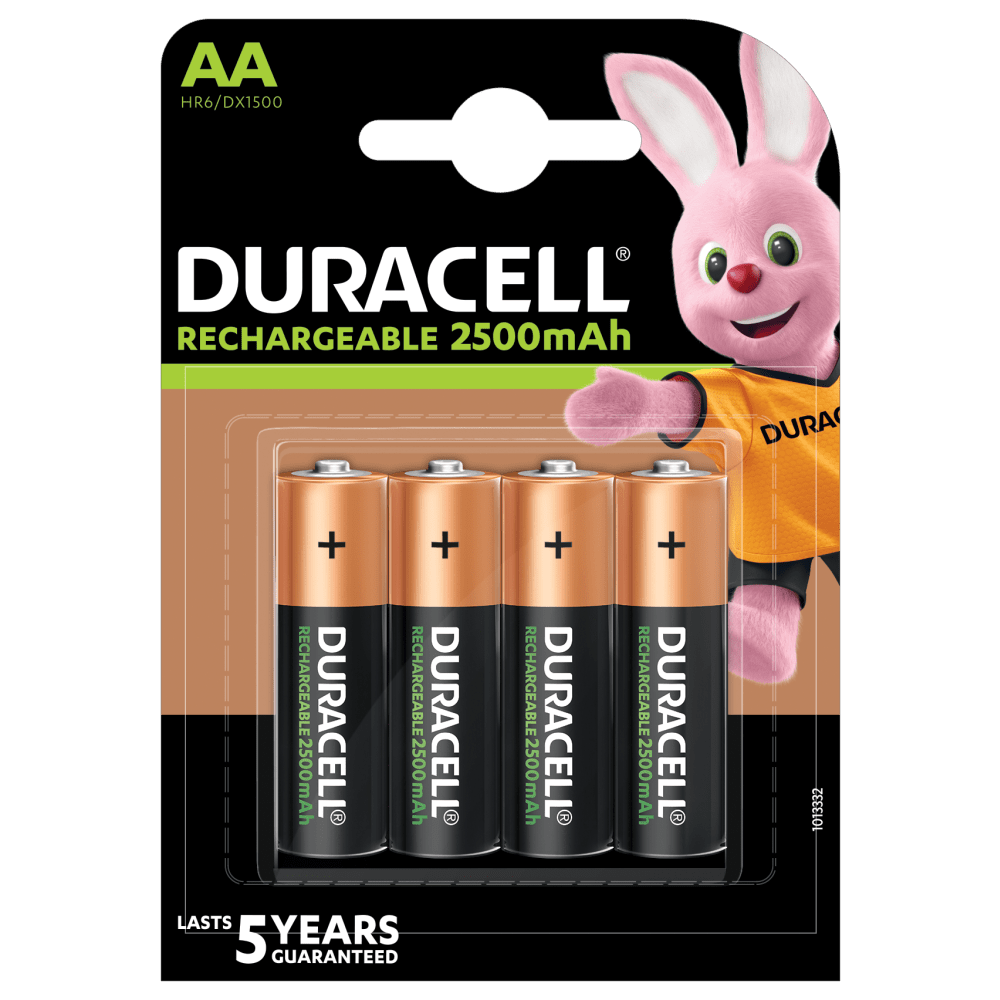 AA
HR6/DX1500
DURACELL®
RECHARGEABLE 2500mAh
DURAC
+
+
+
+
DURACELL®
RECHARGEABLE 2500mAh
DURACELL®
RECHARGEABLE 2500mAh
DURACELL®
RECHARGEABLE 2500mAh
DURACELL®
RECHARGEABLE 2500mAh
1013332
LASTS 5 YEARS
GUARANTEED